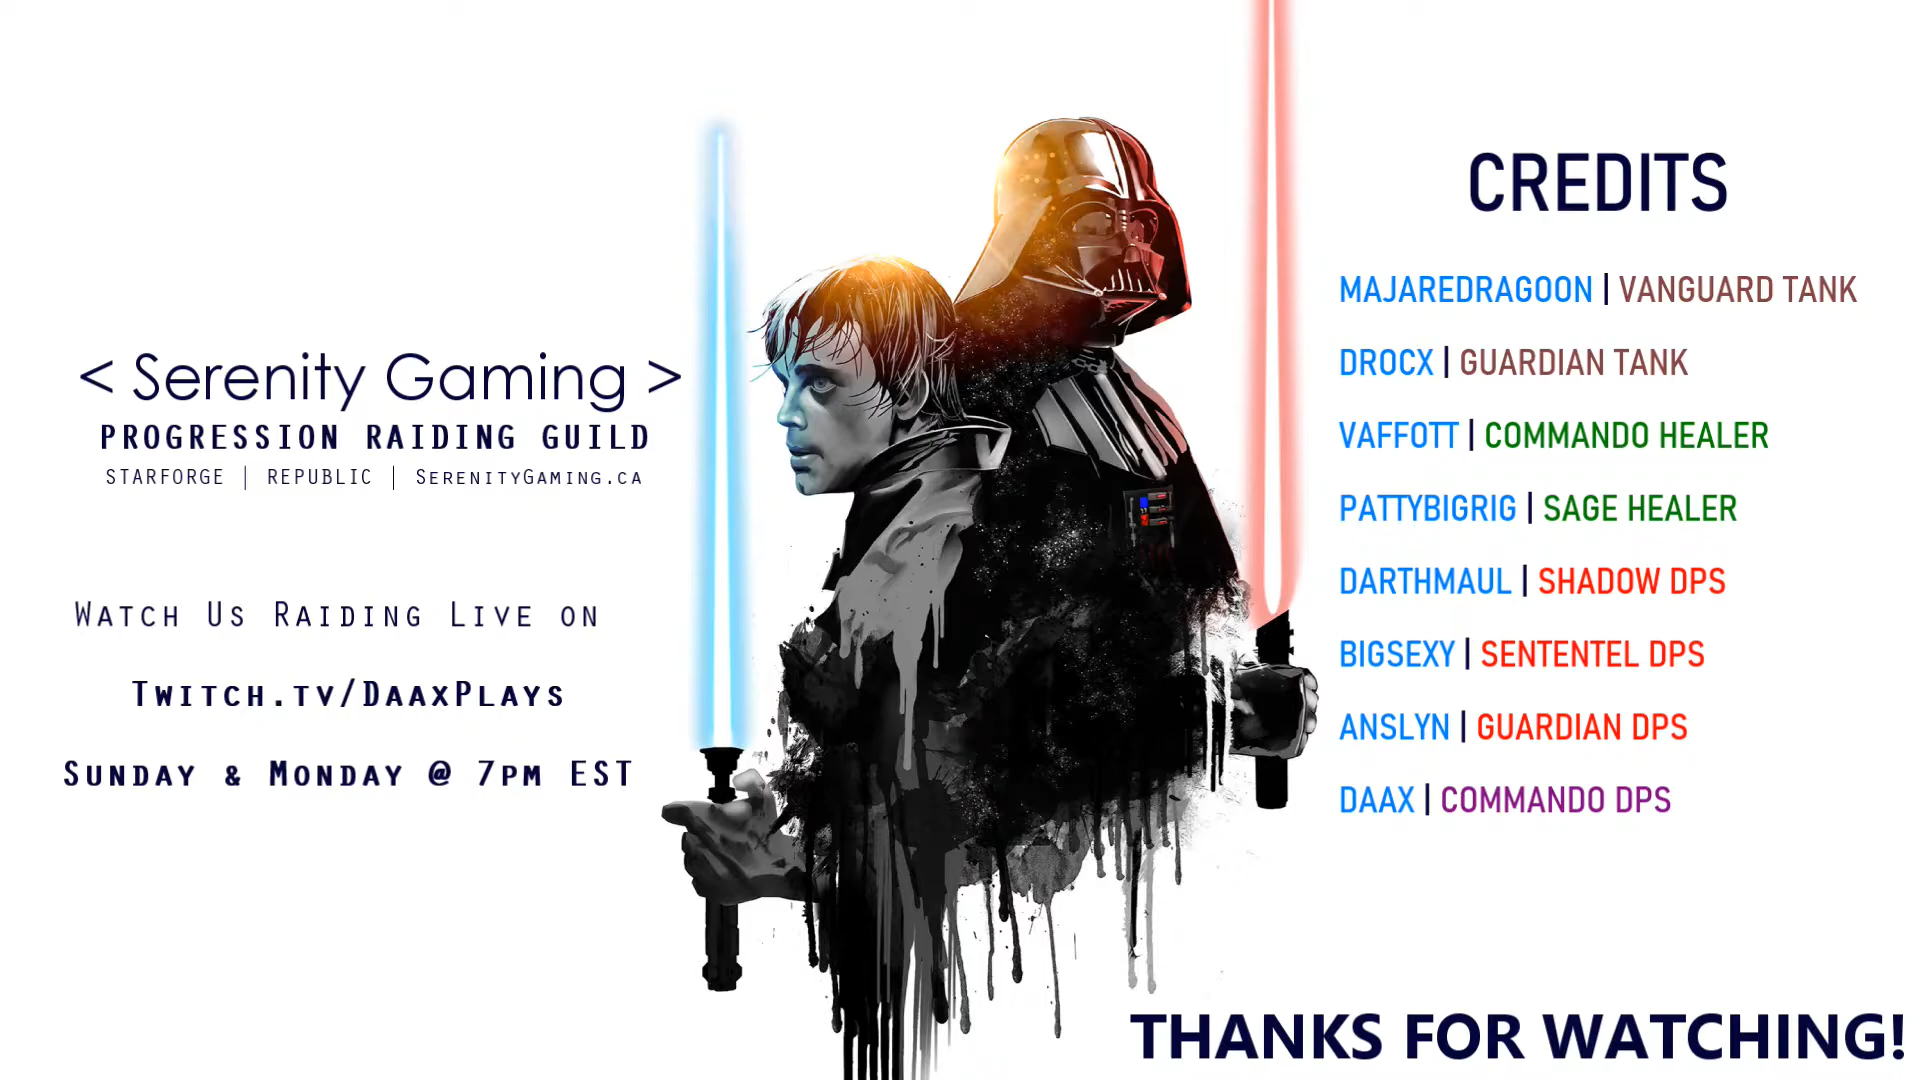 < Serenity Gaming >
PROGRESSION RAIDING GUILD
STARFORGE | REPUBLIC | SERENITYGAMING.CA
WATCH US RAIDING LIVE ON
TWITCH.TV/DAAXPLAYS
SUNDAY & MONDAY @ 7PM EST
CREDITS
MAJAREDRAGOON | VANGUARD TANK
DROCX | GUARDIAN TANK
VAFFOTT | COMMANDO HEALER
PATTYBIGRIG | SAGE HEALER
DARTHMAUL | SHADOW DPS
BIGSEXY | SENTENTEL DPS
ANSLYN | GUARDIAN DPS
DAAX | COMMANDO DPS
THANKS FOR WATCHING!